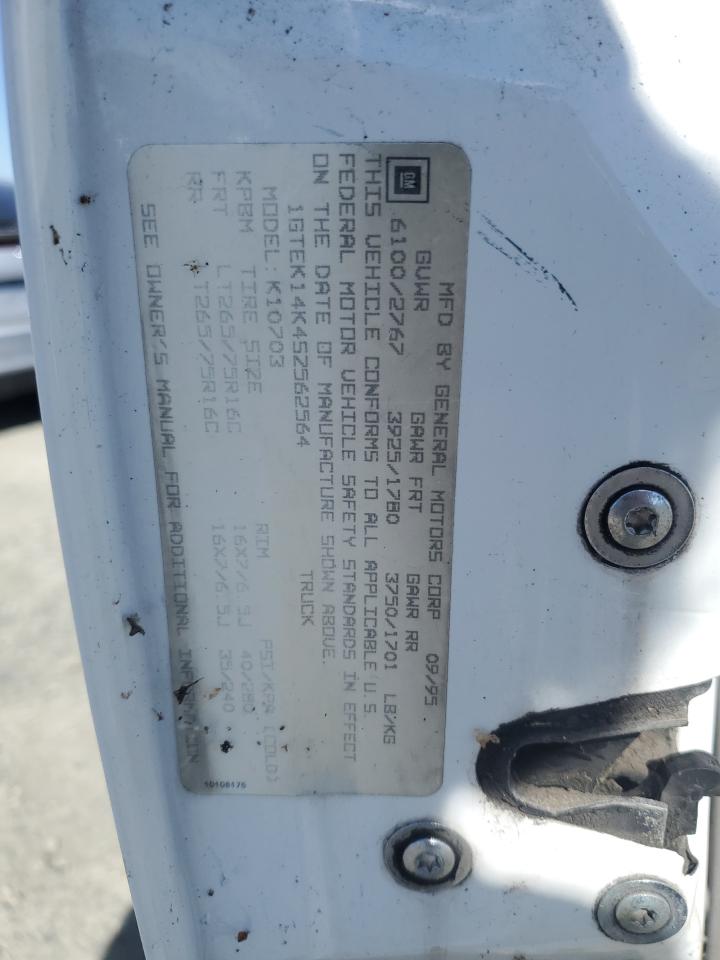 GM
MFD BY GENERAL MOTORS CORP 09/95
GVWR GAWR FRT GAWR RR
6100/2767 3925/1780 3750/1701 LB/KG
THIS VEHICLE CONFORMS TO ALL APPLICABLE U.S.
FEDERAL MOTOR VEHICLE SAFETY STANDARDS IN EFFECT
ON THE DATE OF MANUFACTURE SHOWN ABOVE.
1GTEK14K4SZ562564 TRUCK
MODEL: K10703
KPBM TIRE SIZE RIM PSI/KPA (COLD)
FRT LT265/75R16C 16X7/6.5J 40/280
RR LT265/75R16C 16X7/6.5J 35/240
SEE OWNER'S MANUAL FOR ADDITIONAL
10108176